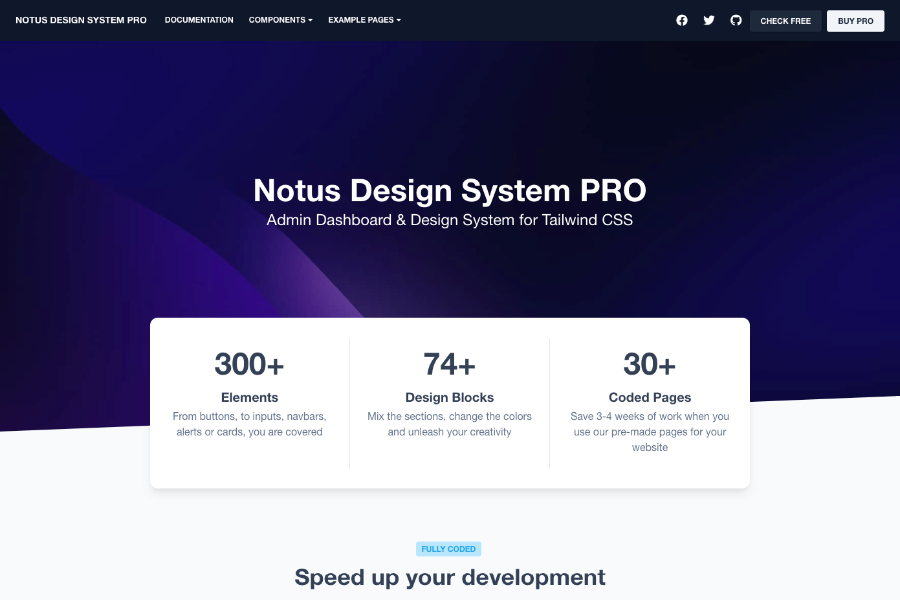 NOTUS DESIGN SYSTEM PRO
DOCUMENTATION
COMPONENTS
EXAMPLE PAGES
CHECK FREE
BUY PRO
Notus Design System PRO
Admin Dashboard & Design System for Tailwind CSS
300+
Elements
From buttons, to inputs, navbars,
alerts or cards, you are covered
74+
Design Blocks
Mix the sections, change the colors
and unleash your creativity
30+
Coded Pages
Save 3-4 weeks of work when you
use our pre-made pages for your
website
FULLY CODED
Speed up your development